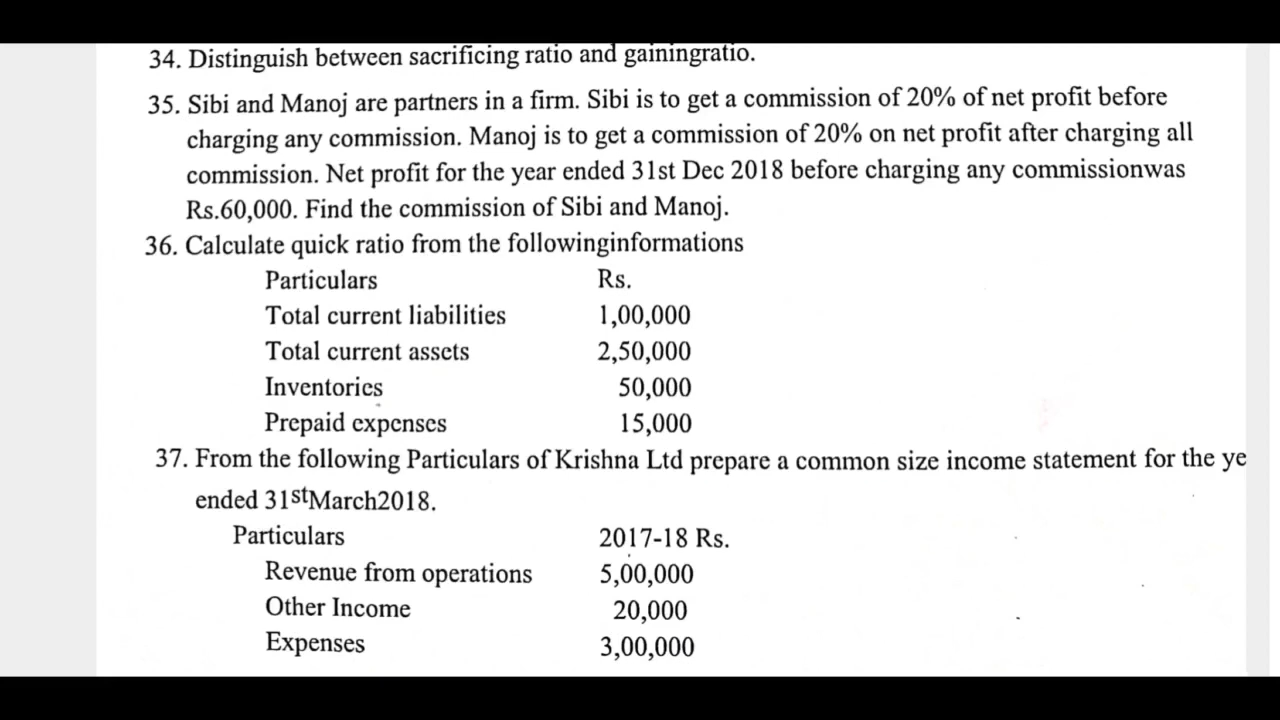 34. Distinguish between sacrificing ratio and gainingratio.
35. Sibi and Manoj are partners in a firm. Sibi is to get a commission of 20% of net profit before
charging any commission. Manoj is to get a commission of 20% on net profit after charging all
commission. Net profit for the year ended 31st Dec 2018 before charging any commissionwas
Rs.60,000. Find the commission of Sibi and Manoj.
36. Calculate quick ratio from the followinginformations
Particulars Rs.
Total current liabilities 1,00,000
Total current assets 2,50,000
Inventories 50,000
Prepaid expenses 15,000
37. From the following Particulars of Krishna Ltd prepare a common size income statement for the ye
ended 31stMarch2018.
Particulars 2017-18 Rs.
Revenue from operations 5,00,000
Other Income 20,000
Expenses 3,00,000